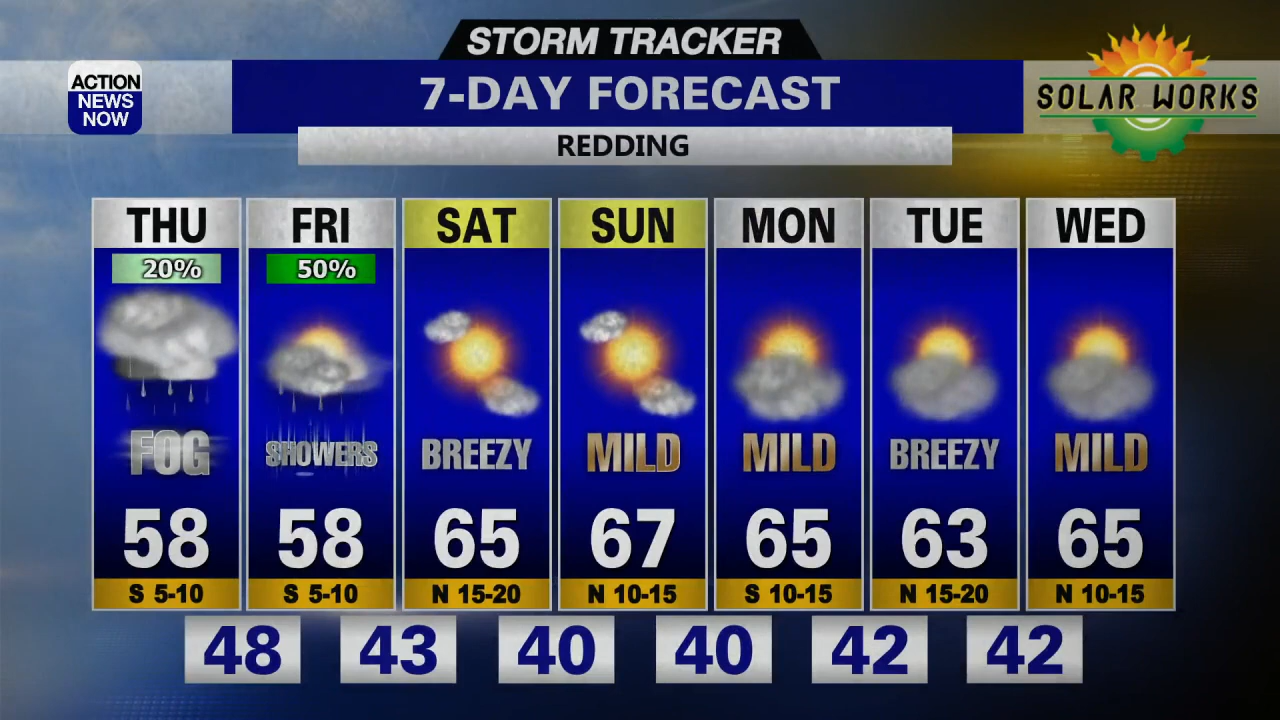 STORM TRACKER
7-DAY FORECAST
REDDING
ACTION
NEWS
NOW
SOLAR WORKS
THU FRI SAT SUN MON TUE WED
20% 50%
FOG SHOWERS BREEZY MILD MILD BREEZY MILD
58 58 65 67 65 63 65
S 5-10 S 5-10 N 15-20 N 10-15 S 10-15 N 15-20 N 10-15
48 43 40 40 42 42